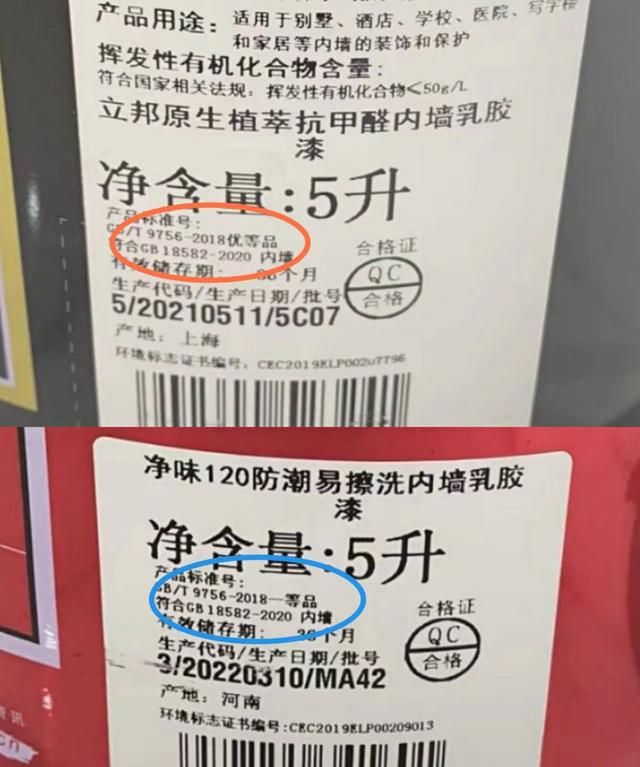 产品用途：适用于别墅、酒店、学校、医院、写字楼
和家居等内墙的装饰和保护
挥发性有机化合物含量：
符合国家相关法规：挥发性有机化合物≤50g/L
立邦原生植萃抗甲醛内墙乳胶
漆
净含量：5升
产品标准号：
GB/T 9756-2018优等品
符合GB 18582-2020 内墙
有效储存期：36个月
合格证
QC
合格
生产代码/生产日期/批号
5/20210511/5C07
产地：上海
环境标志证书编号：CEC2019ELP00207796
净味120防潮易擦洗内墙乳胶
漆
净含量：5升
产品标准号：
GB/T 9756-2018一等品
符合GB 18582-2020 内墙
有效储存期：36个月
合格证
QC
合格
生产代码/生产日期/批号
3/20220310/MA42
产地：河南
环境标志证书编号：CEC2019ELP00209013
资讯
cn